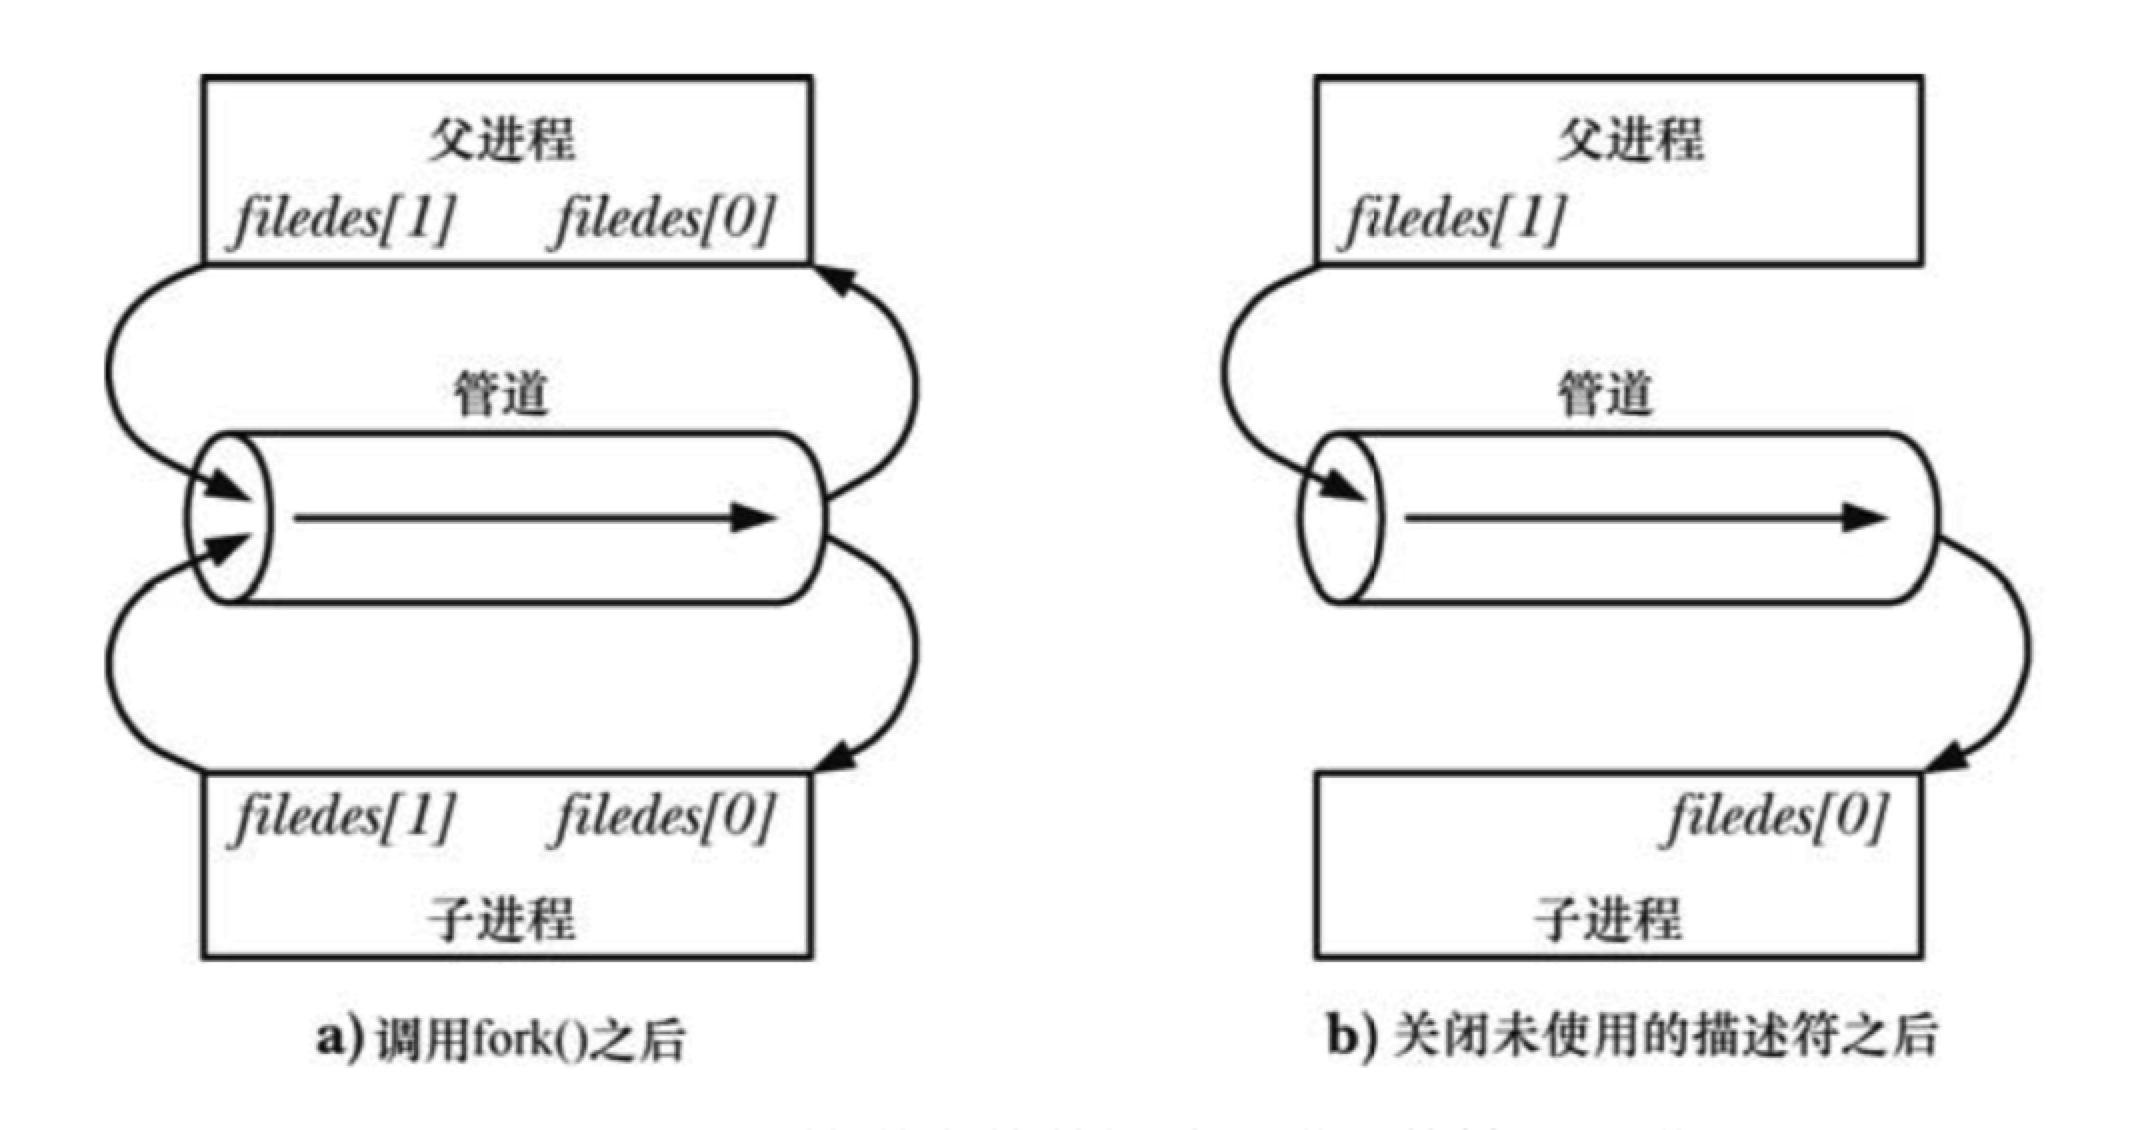 父进程
filedes[1] filedes[0]
管道
filedes[1] filedes[0]
子进程
a) 调用fork()之后
父进程
filedes[1]
管道
filedes[0]
子进程
b) 关闭未使用的描述符之后